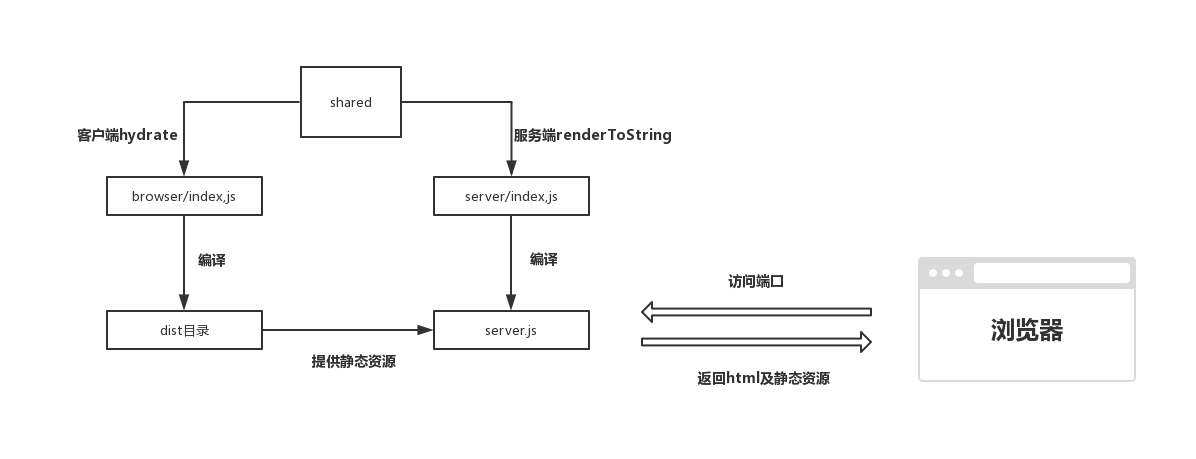 shared
客户端hydrate
服务端renderToString
browser/index,js
server/index,js
编译
编译
访问端口
dist目录
server.js
浏览器
提供静态资源
返回html及静态资源